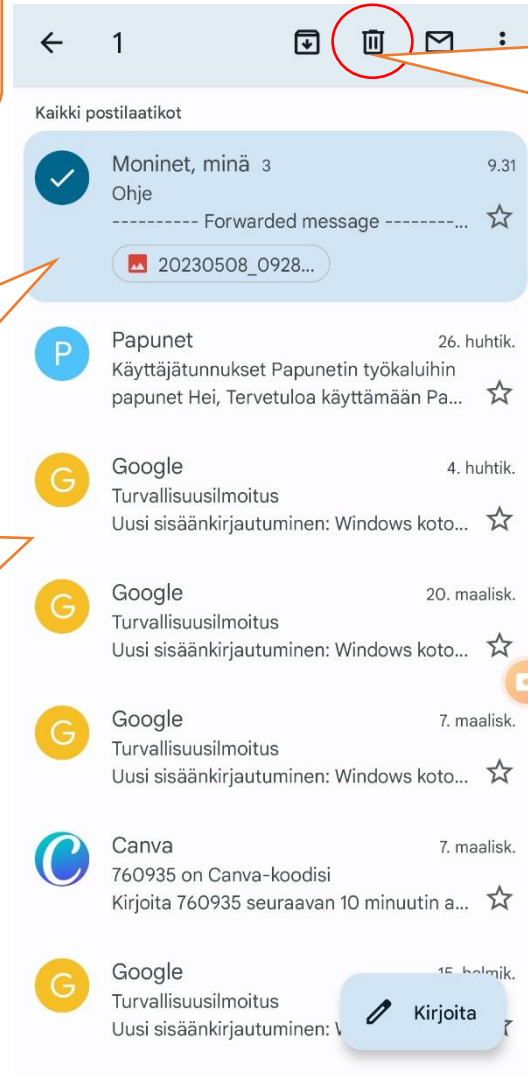 1
Kaikki postilaatikot
Moninet, minä 3 9.31
Ohje
---------- Forwarded message --------...
20230508_0928...
P
Papunet 26. huhtik.
Käyttäjätunnukset Papunetin työkaluihin
papunet Hei, Tervetuloa käyttämään Pa...
G
Google 4. huhtik.
Turvallisuusilmoitus
Uusi sisäänkirjautuminen: Windows koto...
G
Google 20. maalisk.
Turvallisuusilmoitus
Uusi sisäänkirjautuminen: Windows koto...
G
Google 7. maalisk.
Turvallisuusilmoitus
Uusi sisäänkirjautuminen: Windows koto...
C
Canva 7. maalisk.
760935 on Canva-koodisi
Kirjoita 760935 seuraavan 10 minuutin a...
G
Google 15. helmik.
Turvallisuusilmoitus
Uusi sisäänkirjautuminen:
Kirjoita